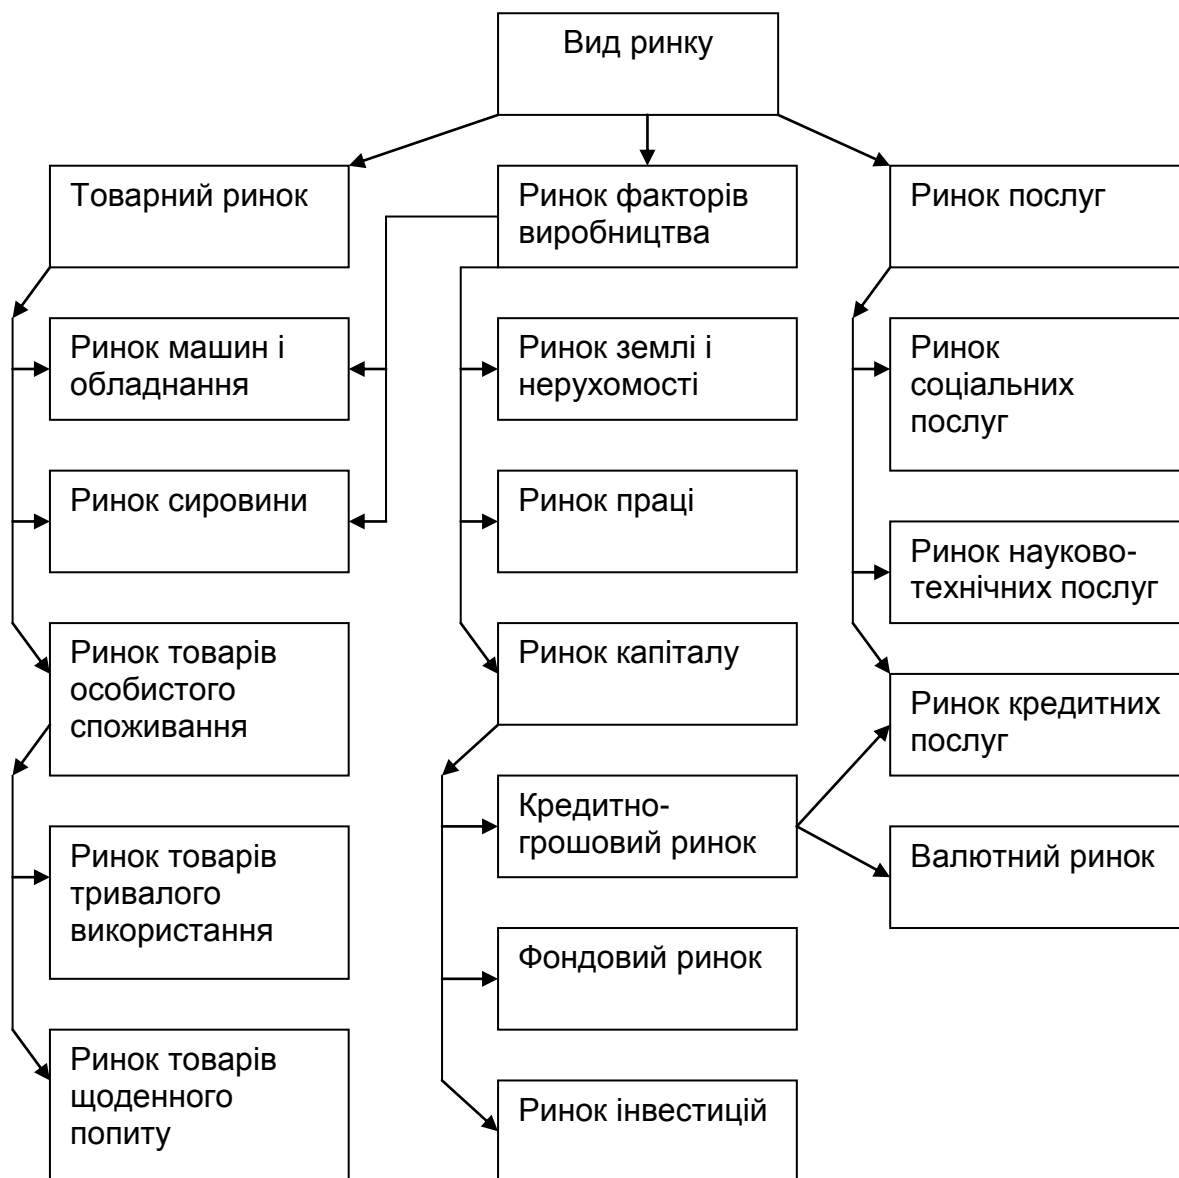 Вид ринку
Товарний ринок
Ринок факторів
виробництва
Ринок послуг
Ринок машин і
обладнання
Ринок землі і
нерухомості
Ринок
соціальних
послуг
Ринок сировини
Ринок праці
Ринок науково-
технічних послуг
Ринок товарів
особистого
споживання
Ринок капіталу
Ринок кредитних
послуг
Кредитно-
грошовий ринок
Валютний ринок
Ринок товарів
тривалого
використання
Фондовий ринок
Ринок товарів
щоденного
попиту
Ринок інвестицій